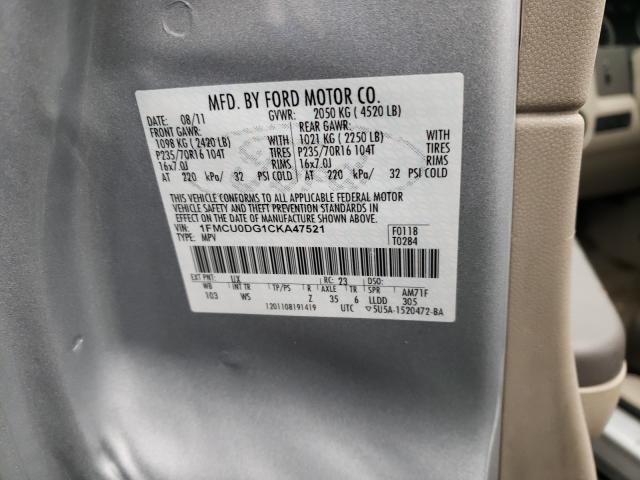 MFD. BY FORD MOTOR CO.
DATE: 08/11 GVWR: 2050 KG ( 4520 LB)
FRONT GAWR: REAR GAWR:
1098 KG ( 2420 LB) WITH 1021 KG ( 2250 LB) WITH
P235/70R16 104T TIRES P235/70R16 104T TIRES
16x7.0J RIMS 16x7.0J RIMS
AT 220 kPa/ 32 PSI COLD AT 220 kPa/ 32 PSI COLD
THIS VEHICLE CONFORMS TO ALL APPLICABLE FEDERAL MOTOR
VEHICLE SAFETY AND THEFT PREVENTION STANDARDS IN
EFFECT ON THE DATE OF MANUFACTURE SHOWN ABOVE.
VIN: 1FMCU0DG1CKA47521 F0118
TYPE: MPV T0284
EXT PNT: UX RC: 23 DSO:
WB INT TR TP/PS R AXLE TR SPR AM71F
103 WS Z 35 6 LLDD 305
1201108191419 UTC 5U5A-1520472-BA